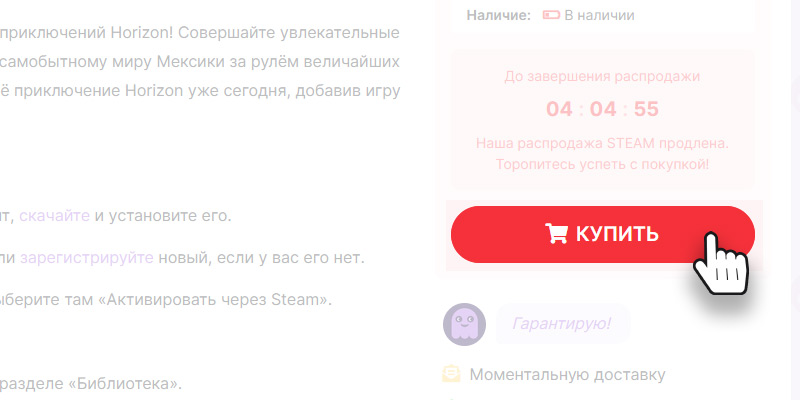 приключений Horizon! Совершайте увлекательные
самобытному миру Мексики за рулём величайших
ё приключение Horizon уже сегодня, добавив игру
скачайте и установите его.
зарегистрируйте новый, если у вас его нет.
там «Активировать через Steam».
разделе «Библиотека».
Наличие: В наличии
До завершения распродажи
04 : 04 : 55
Наша распродажа STEAM продлена.
Торопитесь успеть с покупкой!
КУПИТЬ
Гарантирую!
Моментальную доставку